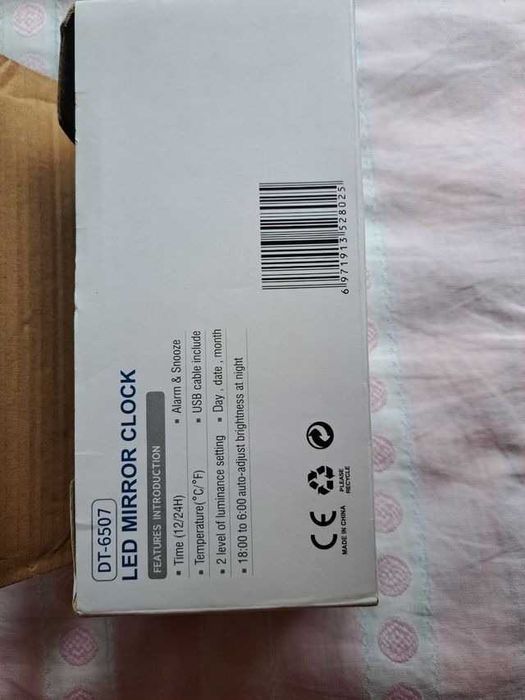 DT-6507
LED MIRROR CLOCK
FEATURES INTRODUCTION
▪ Time (12/24H) ▪ Alarm & Snooze
▪ Temperature(°C/°F) ▪ USB cable include
▪ 2 level of luminance setting ▪ Day , date , month
▪ 18:00 to 6:00 auto-adjust brightness at night
CE
MADE IN CHINA
PLEASE
RECYCLE
6 971913 528025